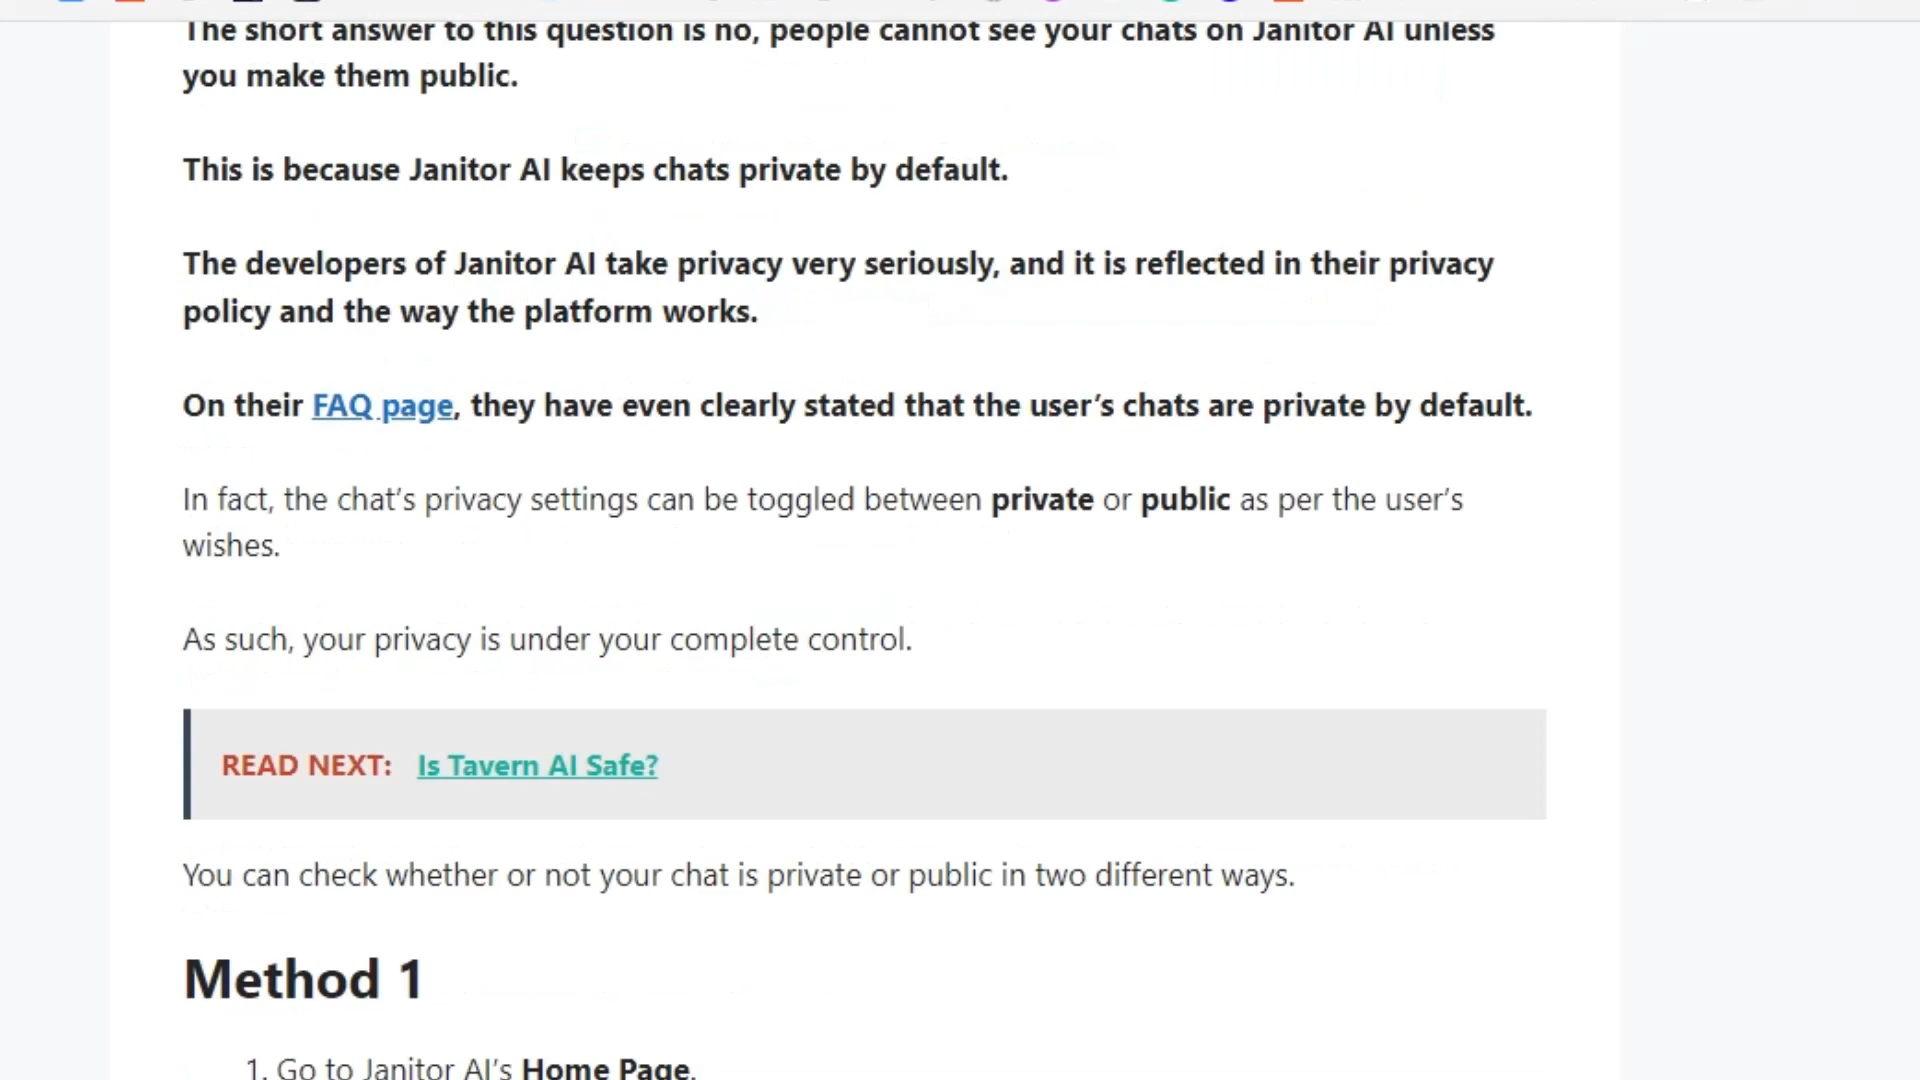 The short answer to this question is no, people cannot see your chats on Janitor AI unless
you make them public.
This is because Janitor AI keeps chats private by default.
The developers of Janitor AI take privacy very seriously, and it is reflected in their privacy
policy and the way the platform works.
On their FAQ page, they have even clearly stated that the user’s chats are private by default.
In fact, the chat’s privacy settings can be toggled between private or public as per the user’s
wishes.
As such, your privacy is under your complete control.
READ NEXT: Is Tavern AI Safe?
You can check whether or not your chat is private or public in two different ways.
Method 1
1. Go to Janitor AI’s Home Page.